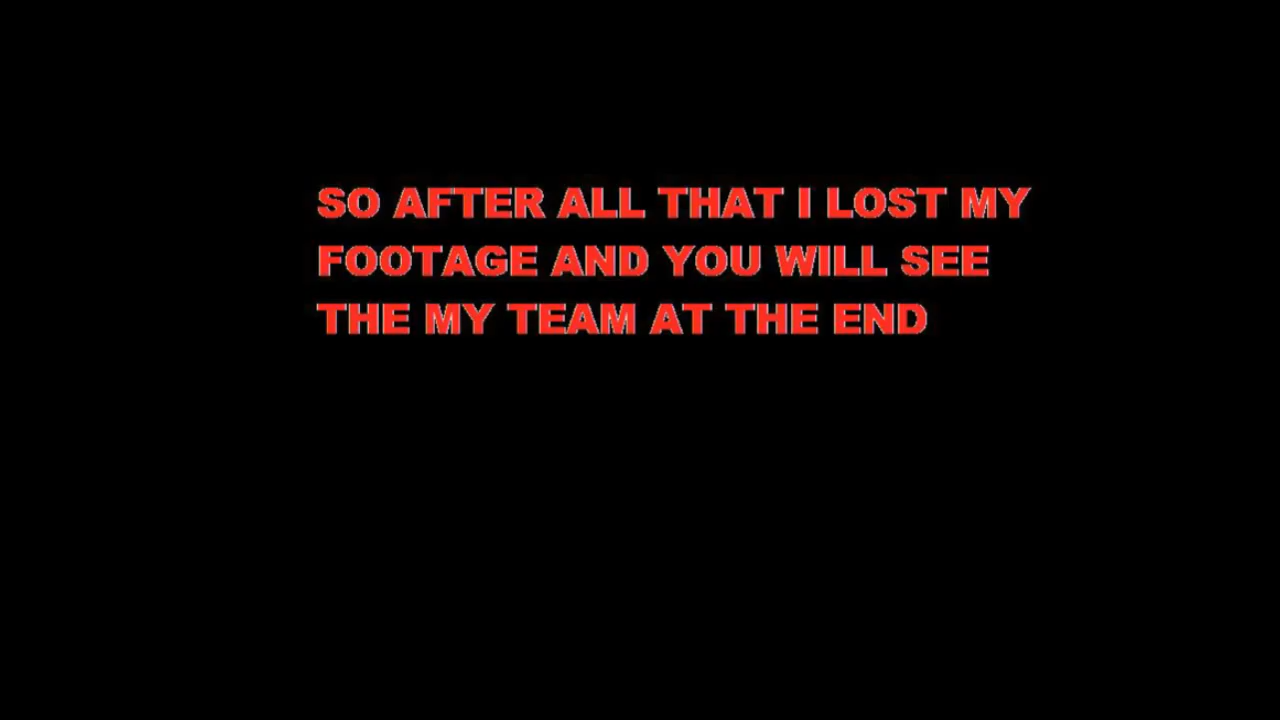 SO AFTER ALL THAT I LOST MY
FOOTAGE AND YOU WILL SEE
THE MY TEAM AT THE END